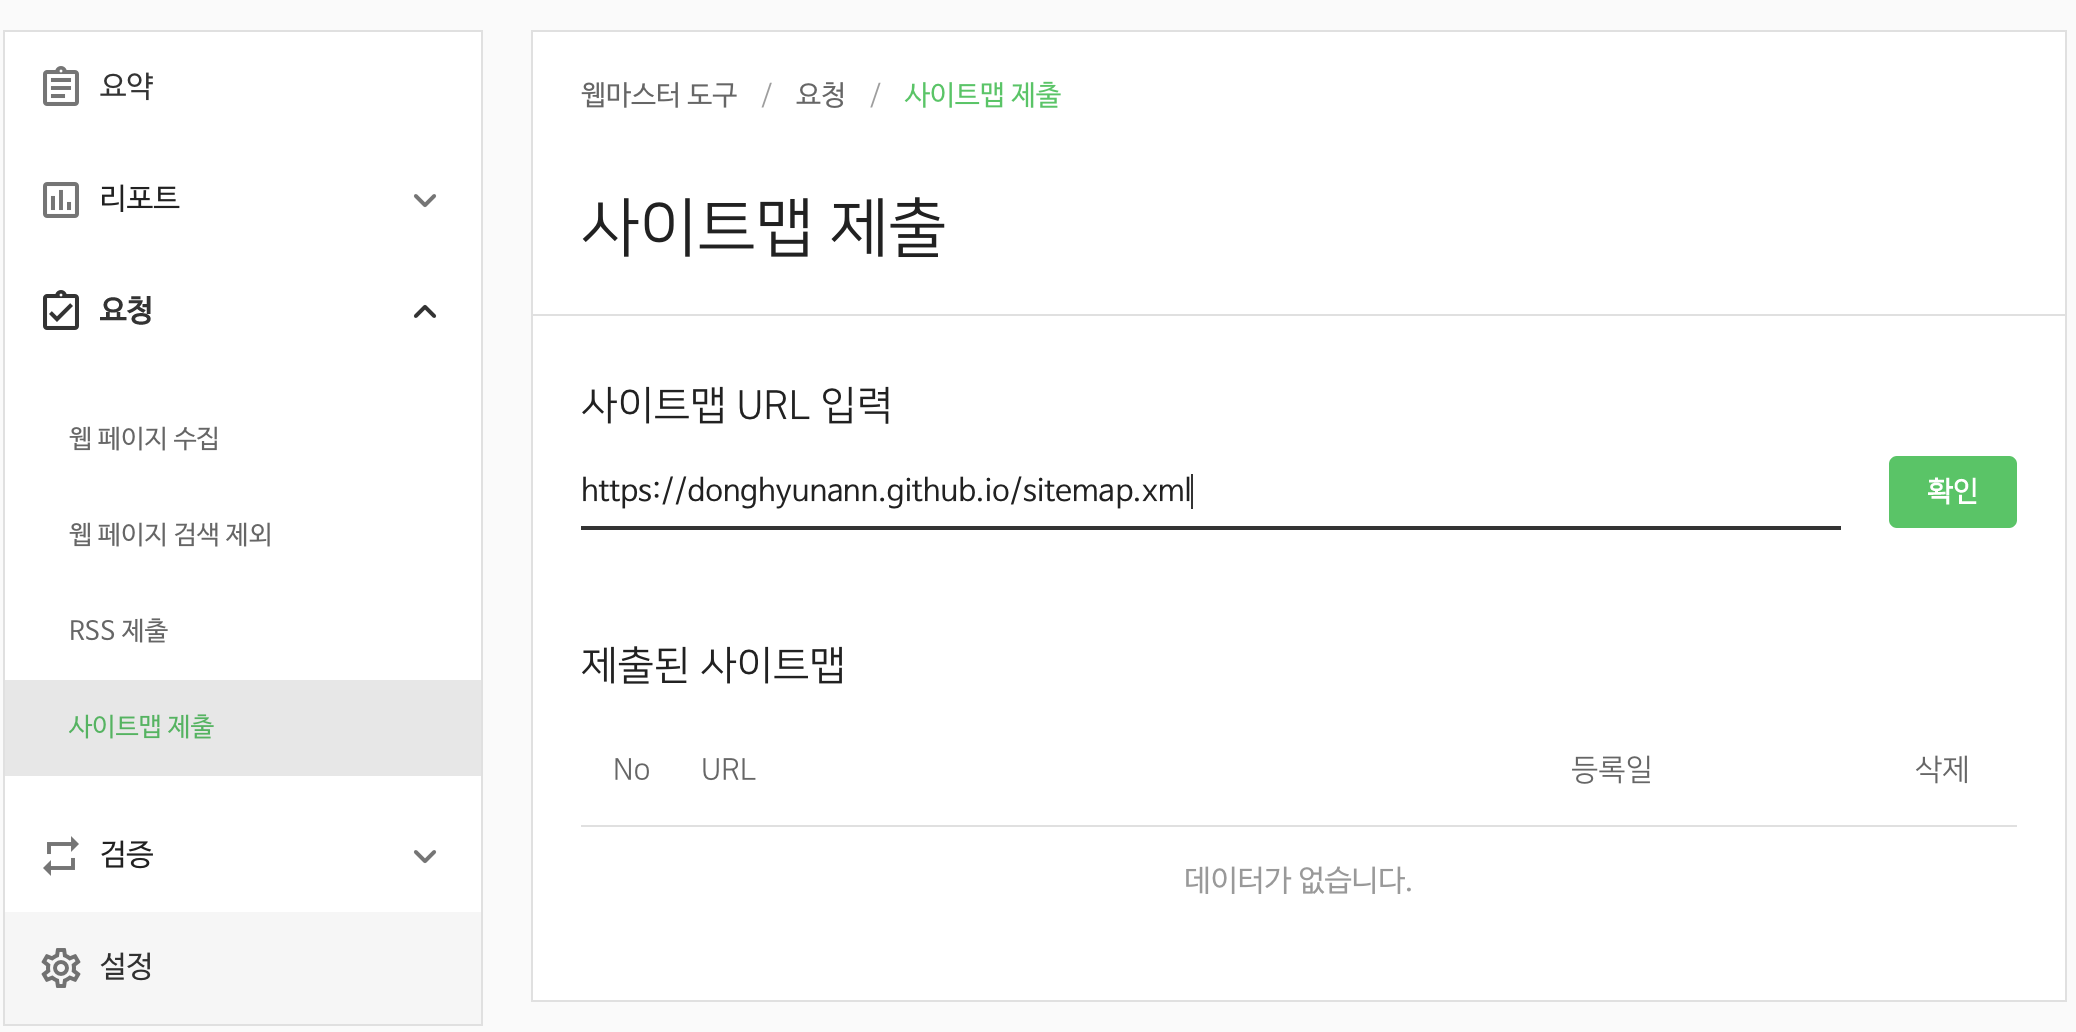 요약
리포트
요청
웹 페이지 수집
웹 페이지 검색 제외
RSS 제출
사이트맵 제출
검증
설정
웹마스터 도구 / 요청 / 사이트맵 제출
사이트맵 제출
사이트맵 URL 입력
https://donghyunann.github.io/sitemap.xml
확인
제출된 사이트맵
No URL 등록일 삭제
데이터가 없습니다.